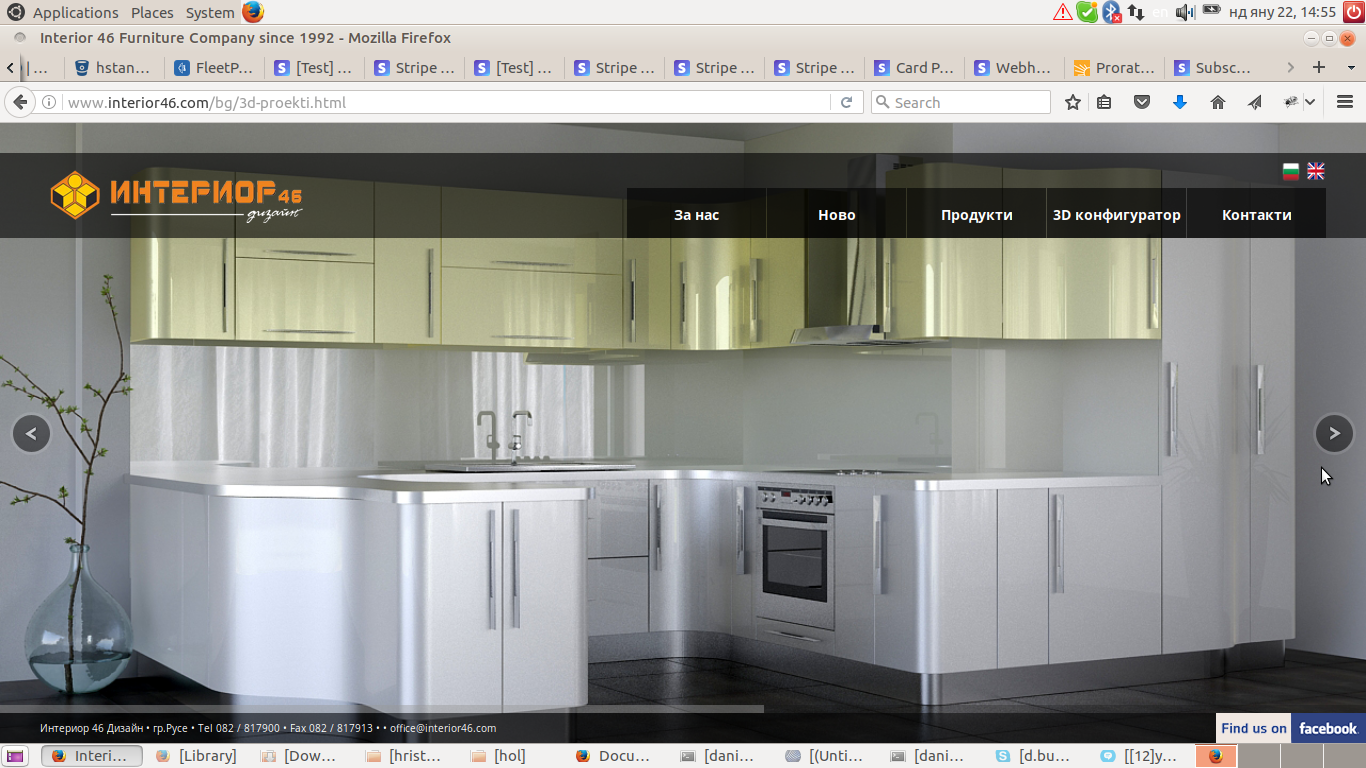 Applications Places System en нд яну 22, 14:55
Interior 46 Furniture Company since 1992 - Mozilla Firefox
| ... hstan... FleetP... [Test] ... Stripe ... [Test] ... Stripe ... Stripe ... Stripe ... Card P... Webh... Prorat... Subsc...
www.interior46.com/bg/3d-proekti.html Search
ИНТЕРИОР 46
дизайн
За нас Ново Продукти 3D конфигуратор Контакти
< >
Интериор 46 Дизайн • гр.Русе • Tel 082 / 817900 • Fax 082 / 817913 • • office@interior46.com
Find us on facebook
Interi... [Library] [Dow... [hrist... [hol] Docu... [dani... [(Unti... [dani... [d.bu... [[12]y...